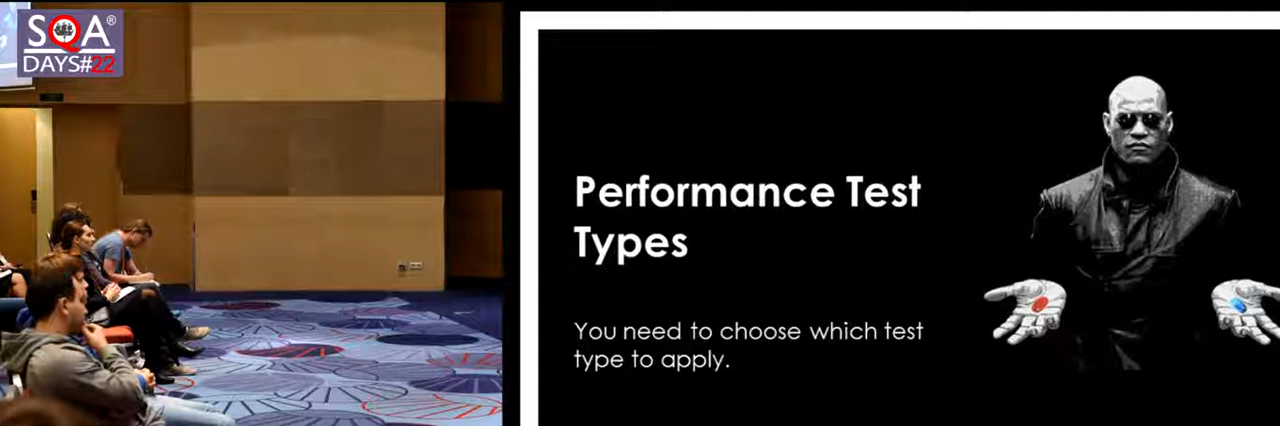 SQA®
DAYS#22
Performance Test
Types
You need to choose which test
type to apply.